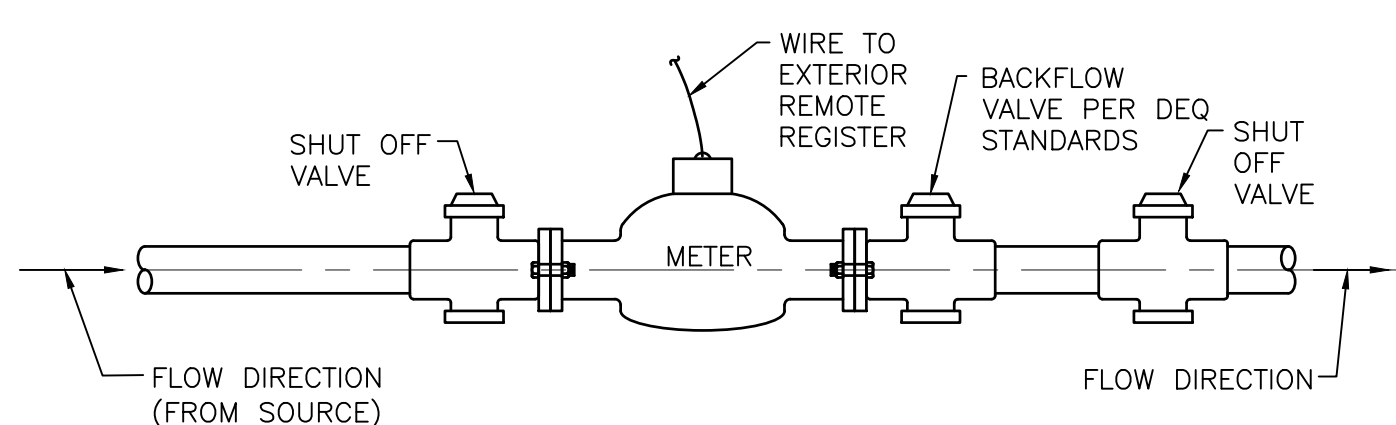 WIRE TO
EXTERIOR
REMOTE
REGISTER
BACKFLOW
VALVE PER DEQ
STANDARDS
SHUT
OFF
VALVE
SHUT OFF
VALVE
METER
FLOW DIRECTION
(FROM SOURCE)
FLOW DIRECTION